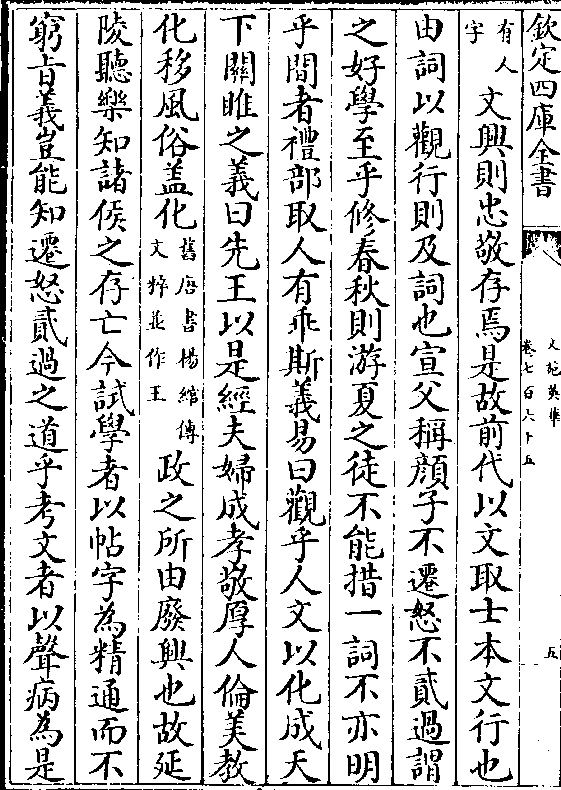 欽定四庫全書
文苑英華
卷七百六十五
五
有人
字
文興則忠敬存焉是故前代以文取士本文行也
由詞以觀行則及詞也宣父稱顔子不遷怒不貳過謂
之好學至乎修春秋則游夏之徒不能措一詞不亦明
乎間者禮部取人有乖斯義易曰觀乎人文以化成天
下關雎之義曰先王以是經夫婦成孝敬厚人倫美教
化移風俗盖化
舊唐書楊綰傳
文粹並作王
政之所由廢興也故延
陵聽樂知諸侯之存亡今試學者以帖字為精通而不
窮旨義豈能知遷怒貳過之道乎考文者以聲病為是